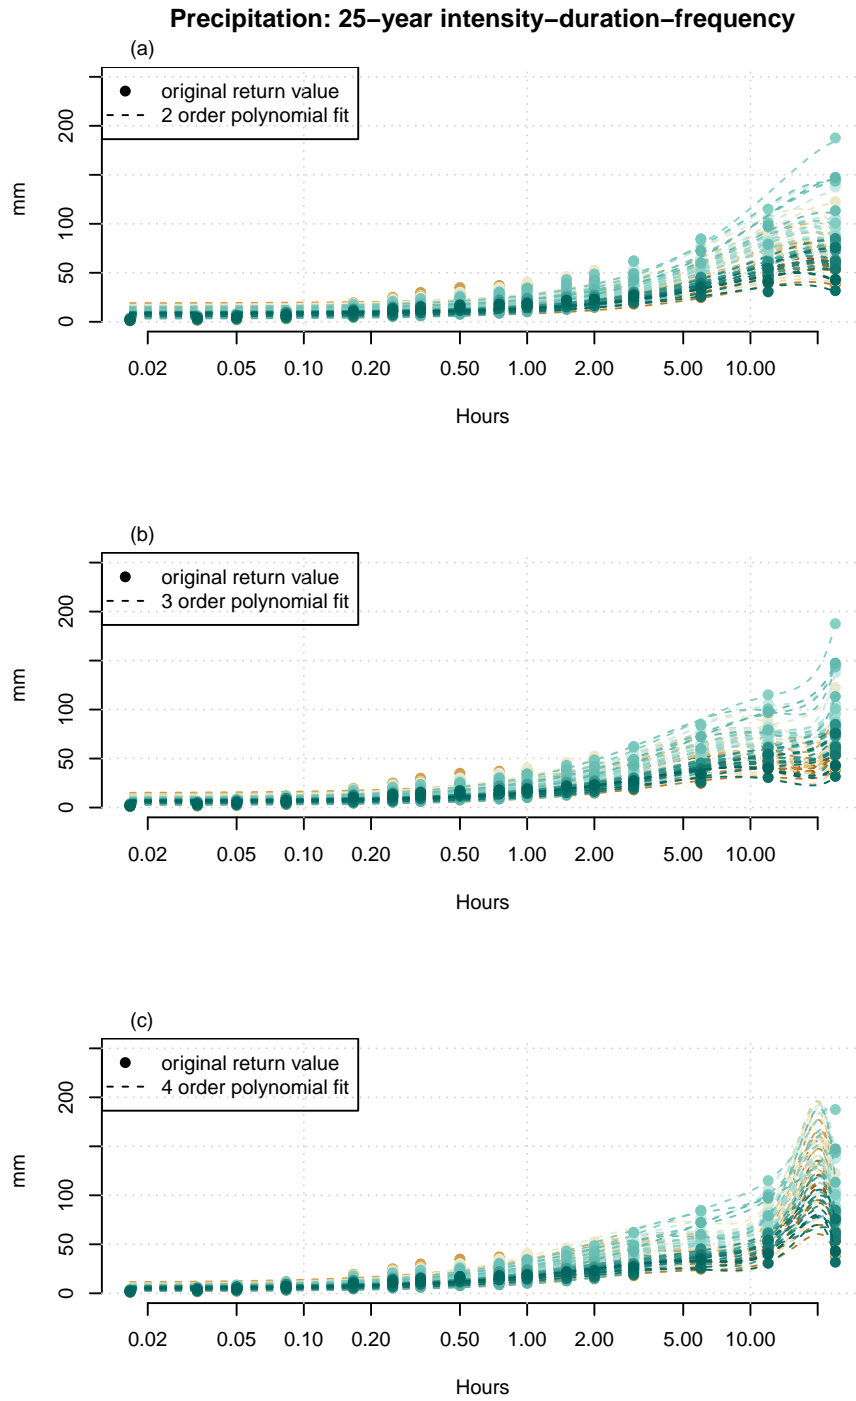 Precipitation: 25−year intensity−duration−frequency
(a)
original return value
2 order polynomial fit
mm
0
50
100
200
0.02 0.05 0.10 0.20 0.50 1.00 2.00 5.00 10.00
Hours
(b)
original return value
3 order polynomial fit
mm
0
50
100
200
0.02 0.05 0.10 0.20 0.50 1.00 2.00 5.00 10.00
Hours
(c)
original return value
4 order polynomial fit
mm
0
50
100
200
0.02 0.05 0.10 0.20 0.50 1.00 2.00 5.00 10.00
Hours